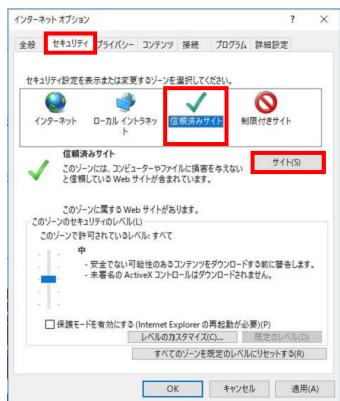 インターネット オプション
?
×
全般 セキュリティ プライバシー コンテンツ 接続 プログラム 詳細設定
セキュリティ設定を表示または変更するゾーンを選択してください。
インターネット ローカル イントラネッ 信頼済みサイト 制限付きサイト
ト
信頼済みサイト
サイト(S)
このゾーンには、コンピューターやファイルに損害を与えない
と信頼している Web サイトが含まれています。
このゾーンに属する Web サイトがあります。
このゾーンのセキュリティのレベル(L)
このゾーンで許可されているレベル: すべて
中
- 安全でない可能性のあるコンテンツをダウンロードする前に警告します。
- 未署名の ActiveX コントロールはダウンロードされません。
保護モードを有効にする (Internet Explorer の再起動が必要)(P)
レベルのカスタマイズ(C)... 既定のレベル(D)
すべてのゾーンを既定のレベルにリセットする(R)
OK キャンセル 適用(A)